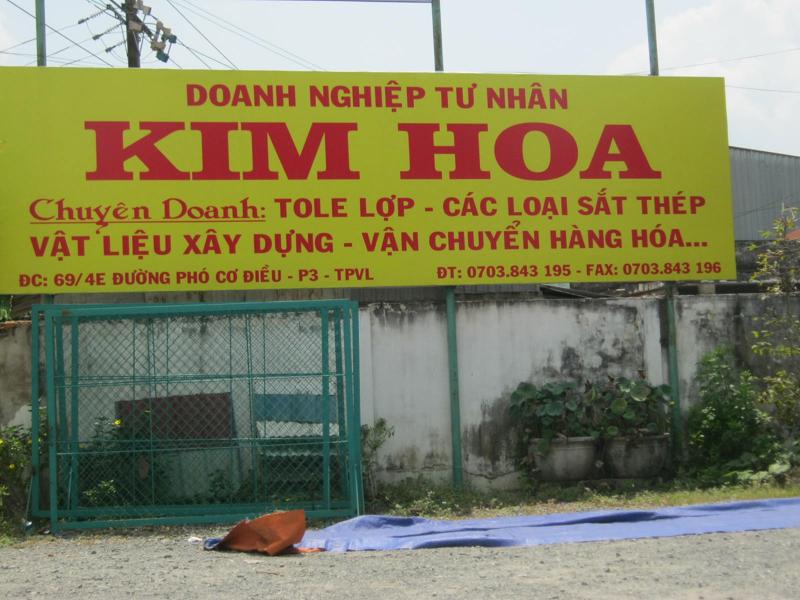 DOANH NGHIỆP TƯ NHÂN
KIM HOA
Chuyên Doanh: TOLE LỢP - CÁC LOẠI SẮT THÉP
VẬT LIỆU XÂY DỰNG - VẬN CHUYỂN HÀNG HÓA...
ĐC: 69/4E ĐƯỜNG PHÓ CƠ ĐIỀU - P3 - TPVL ĐT: 0703.843 195 - FAX: 0703.843 196